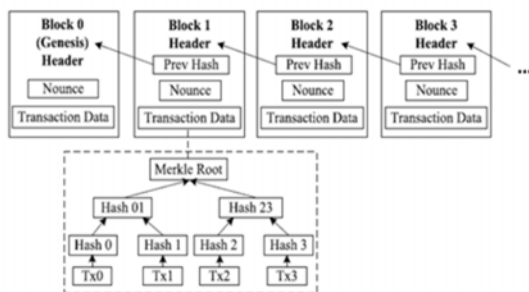 Block 0
(Genesis)
Header
Nounce
Transaction Data
Block 1
Header
Prev Hash
Nounce
Transaction Data
Block 2
Header
Prev Hash
Nounce
Transaction Data
Block 3
Header
Prev Hash
Nounce
Transaction Data
...
Merkle Root
Hash 01
Hash 23
Hash 0
Hash 1
Hash 2
Hash 3
Tx0
Tx1
Tx2
Tx3